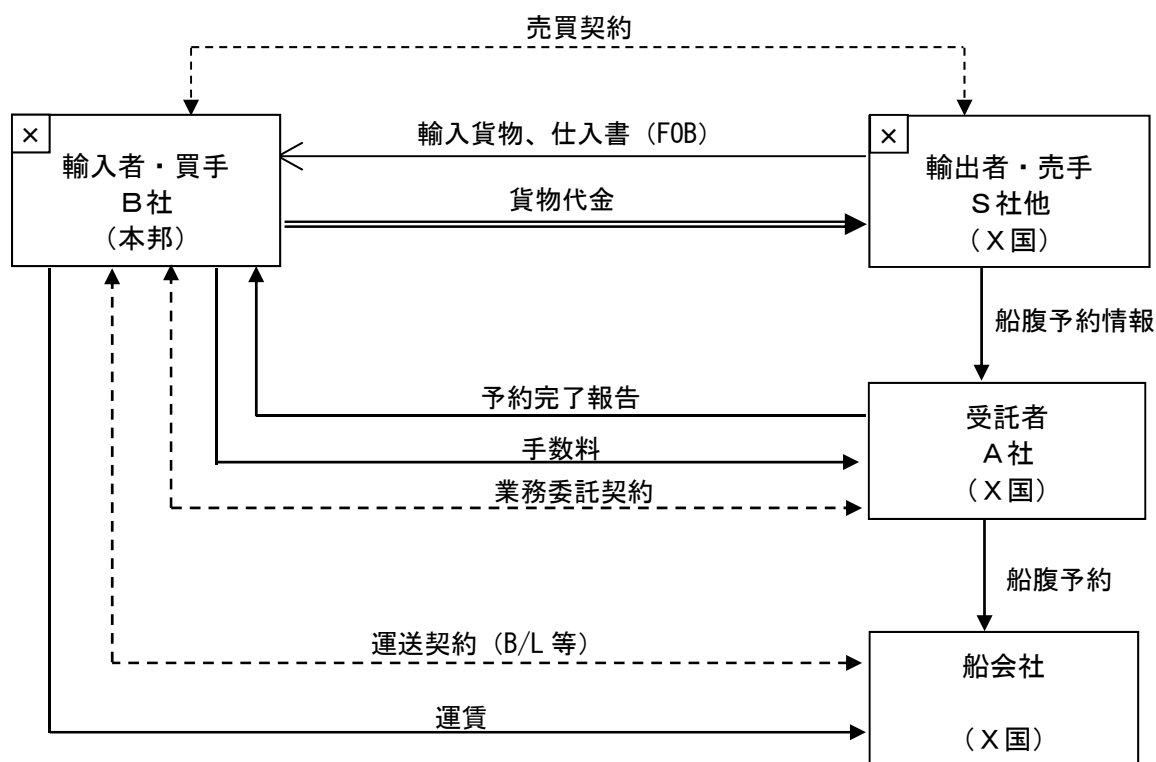 売買契約
×
輸入者・買手
B社
(本邦)
輸入貨物、仕入書(FOB)
貨物代金
×
輸出者・売手
S社他
(X国)
船腹予約情報
予約完了報告
手数料
業務委託契約
受託者
A社
(X国)
船腹予約
運送契約(B/L 等)
運賃
船会社
(X国)